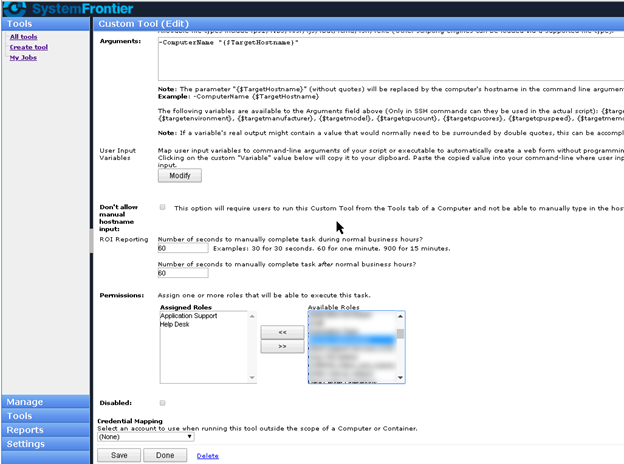 SystemFrontier
Tools
Custom Tool (Edit)
All tools
Create tool
My Jobs
Arguments:
-ComputerName "{$TargetHostname}"
Note: The parameter "{$TargetHostname}" (without quotes) will be replaced by the computer's hostname in the command line argumen
Example: -ComputerName {$TargetHostname}
The following variables are available to the Arguments field above (Only in SSH commands can they be used in the actual script): {$targe
{$targetenvironment}, {$targetmanufacturer}, {$targetmodel}, {$targetcpucount}, {$targetcpucores}, {$targetcpuspeed}, {$targetmemo
Note: If a variable's real output might contain a value that would normally need to be surrounded by double quotes, this can be accompl
User Input
Variables
Map user input variables to command-line arguments of your script or executable to automatically create a web form without programmin
Clicking on the custom "Variable" value below will copy it to your clipboard. Paste the copied value into your command-line where user inp
input.
Modify
Don't allow
manual
hostname
input:
This option will require users to run this Custom Tool from the Tools tab of a Computer and not be able to manually type in the hos
ROI Reporting
Number of seconds to manually complete task during normal business hours?
60
Examples: 30 for 30 seconds. 60 for one minute. 900 for 15 minutes.
Number of seconds to manually complete task after normal business hours?
60
Permissions:
Assign one or more roles that will be able to execute this task.
Assigned Roles
Available Roles
Application Support
Help Desk
<<
>>
Disabled:
Manage
Tools
Reports
Settings
Credential Mapping
Select an account to use when running this tool outside the scope of a Computer or Container.
(None)
Save
Done
Delete